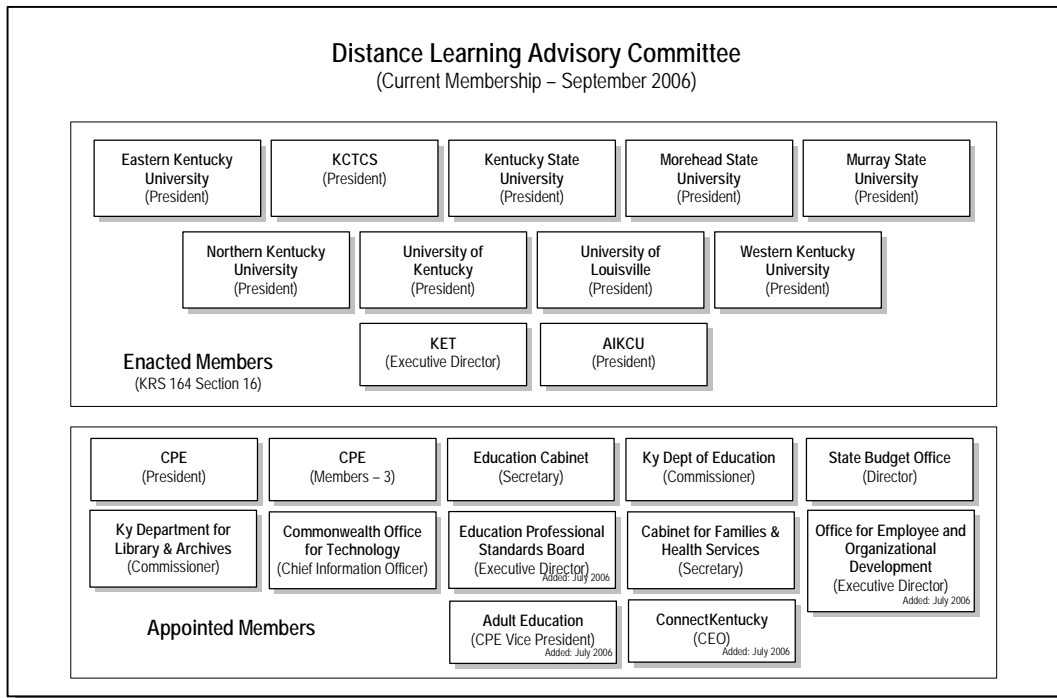 Distance Learning Advisory Committee
(Current Membership – September 2006)
Eastern Kentucky
University
(President)
KCTCS
(President)
Kentucky State
University
(President)
Morehead State
University
(President)
Murray State
University
(President)
Northern Kentucky
University
(President)
University of
Kentucky
(President)
University of
Louisville
(President)
Western Kentucky
University
(President)
KET
(Executive Director)
AIKCU
(President)
Enacted Members
(KRS 164 Section 16)
CPE
(President)
CPE
(Members – 3)
Education Cabinet
(Secretary)
Ky Dept of Education
(Commissioner)
State Budget Office
(Director)
Ky Department for
Library & Archives
(Commissioner)
Commonwealth Office
for Technology
(Chief Information Officer)
Education Professional
Standards Board
(Executive Director)
Added: July 2006
Cabinet for Families &
Health Services
(Secretary)
Office for Employee and
Organizational
Development
(Executive Director)
Added: July 2006
Adult Education
(CPE Vice President)
Added: July 2006
ConnectKentucky
(CEO)
Added: July 2006
Appointed Members